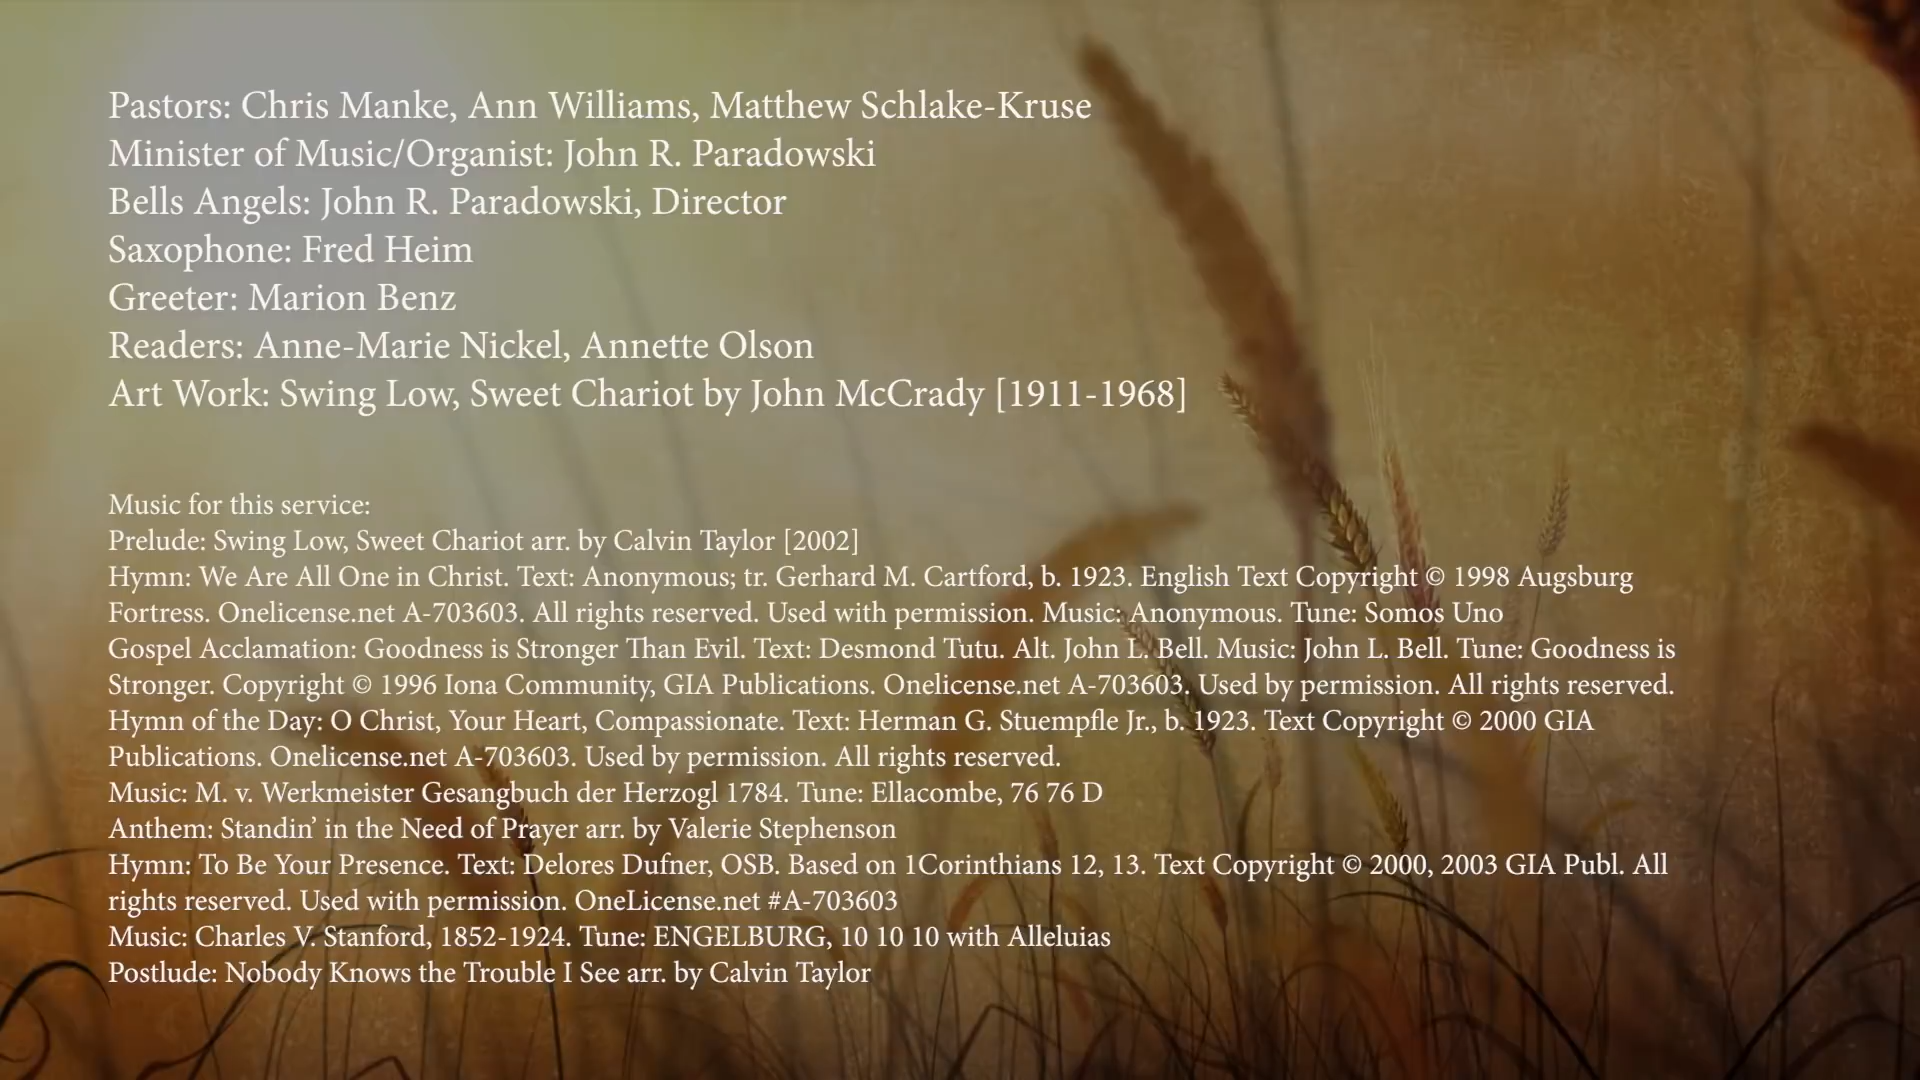 Pastors: Chris Manke, Ann Williams, Matthew Schlake-Kruse
Minister of Music/Organist: John R. Paradowski
Bells Angels: John R. Paradowski, Director
Saxophone: Fred Heim
Greeter: Marion Benz
Readers: Anne-Marie Nickel, Annette Olson
Art Work: Swing Low, Sweet Chariot by John McCrady [1911-1968]
Music for this service:
Prelude: Swing Low, Sweet Chariot arr. by Calvin Taylor [2002]
Hymn: We Are All One in Christ. Text: Anonymous; tr. Gerhard M. Cartford, b. 1923. English Text Copyright © 1998 Augsburg
Fortress. Onelicense.net A-703603. All rights reserved. Used with permission. Music: Anonymous. Tune: Somos Uno
Gospel Acclamation: Goodness is Stronger Than Evil. Text: Desmond Tutu. Alt. John L. Bell. Music: John L. Bell. Tune: Goodness is
Stronger. Copyright © 1996 Iona Community, GIA Publications. Onelicense.net A-703603. Used by permission. All rights reserved.
Hymn of the Day: O Christ, Your Heart, Compassionate. Text: Herman G. Stuempfle Jr., b. 1923. Text Copyright © 2000 GIA
Publications. Onelicense.net A-703603. Used by permission. All rights reserved.
Music: M. v. Werkmeister Gesangbuch der Herzogl 1784. Tune: Ellacombe, 76 76 D
Anthem: Standin’ in the Need of Prayer arr. by Valerie Stephenson
Hymn: To Be Your Presence. Text: Delores Dufner, OSB. Based on 1Corinthians 12, 13. Text Copyright © 2000, 2003 GIA Publ. All
rights reserved. Used with permission. OneLicense.net #A-703603
Music: Charles V. Stanford, 1852-1924. Tune: ENGELBURG, 10 10 10 with Alleluias
Postlude: Nobody Knows the Trouble I See arr. by Calvin Taylor